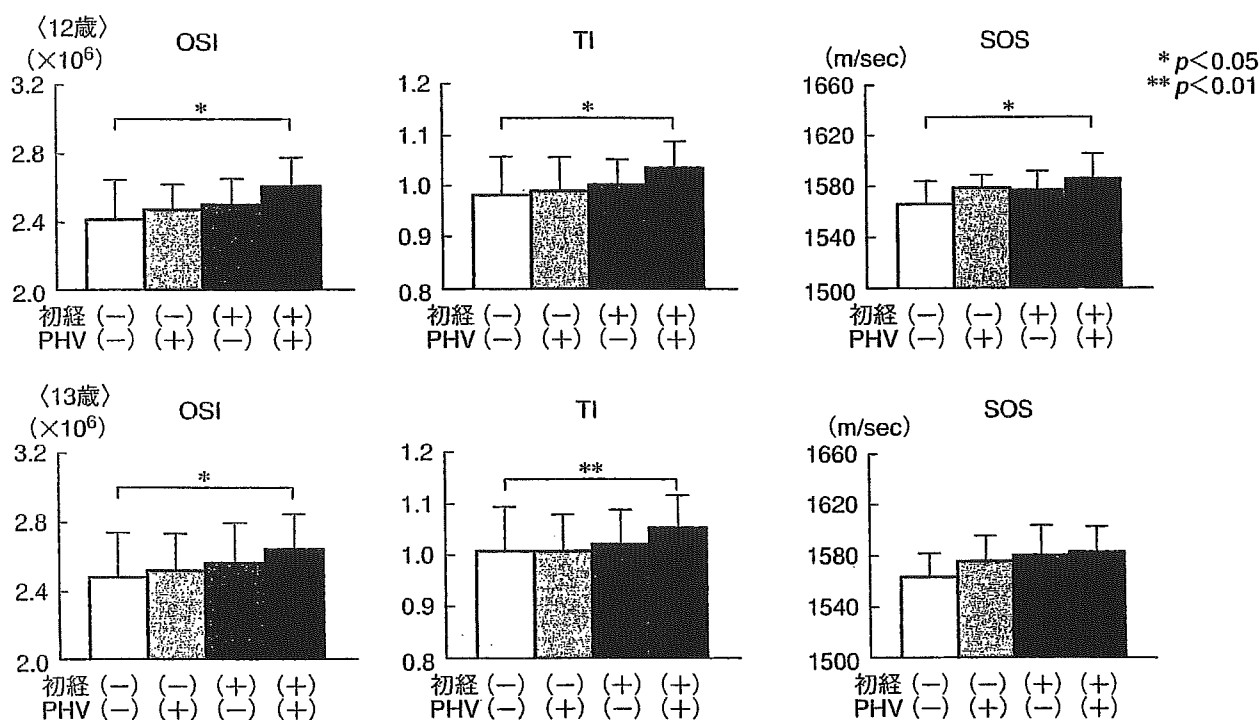 〈12歳〉
(×10⁶)
OSI
3.2
2.8
2.4
2.0
*
初経 (−) (−) (+) (+)
PHV (−) (+) (−) (+)
TI
1.2
1.1
1.0
0.9
0.8
*
(−) (−) (+) (+)
(−) (+) (−) (+)
SOS
(m/sec)
1660
1620
1580
1540
1500
*
初経 (−) (−) (+) (+)
PHV (−) (+) (−) (+)
* p<0.05
** p<0.01
〈13歳〉
(×10⁶)
OSI
3.2
2.8
2.4
2.0
*
初経 (−) (−) (+) (+)
PHV (−) (+) (−) (+)
TI
1.2
1.1
1.0
0.9
0.8
**
初経 (−) (−) (+) (+)
PHV (−) (+) (−) (+)
SOS
(m/sec)
1660
1620
1580
1540
1500
初経 (−) (−) (+) (+)
PHV (−) (+) (−) (+)